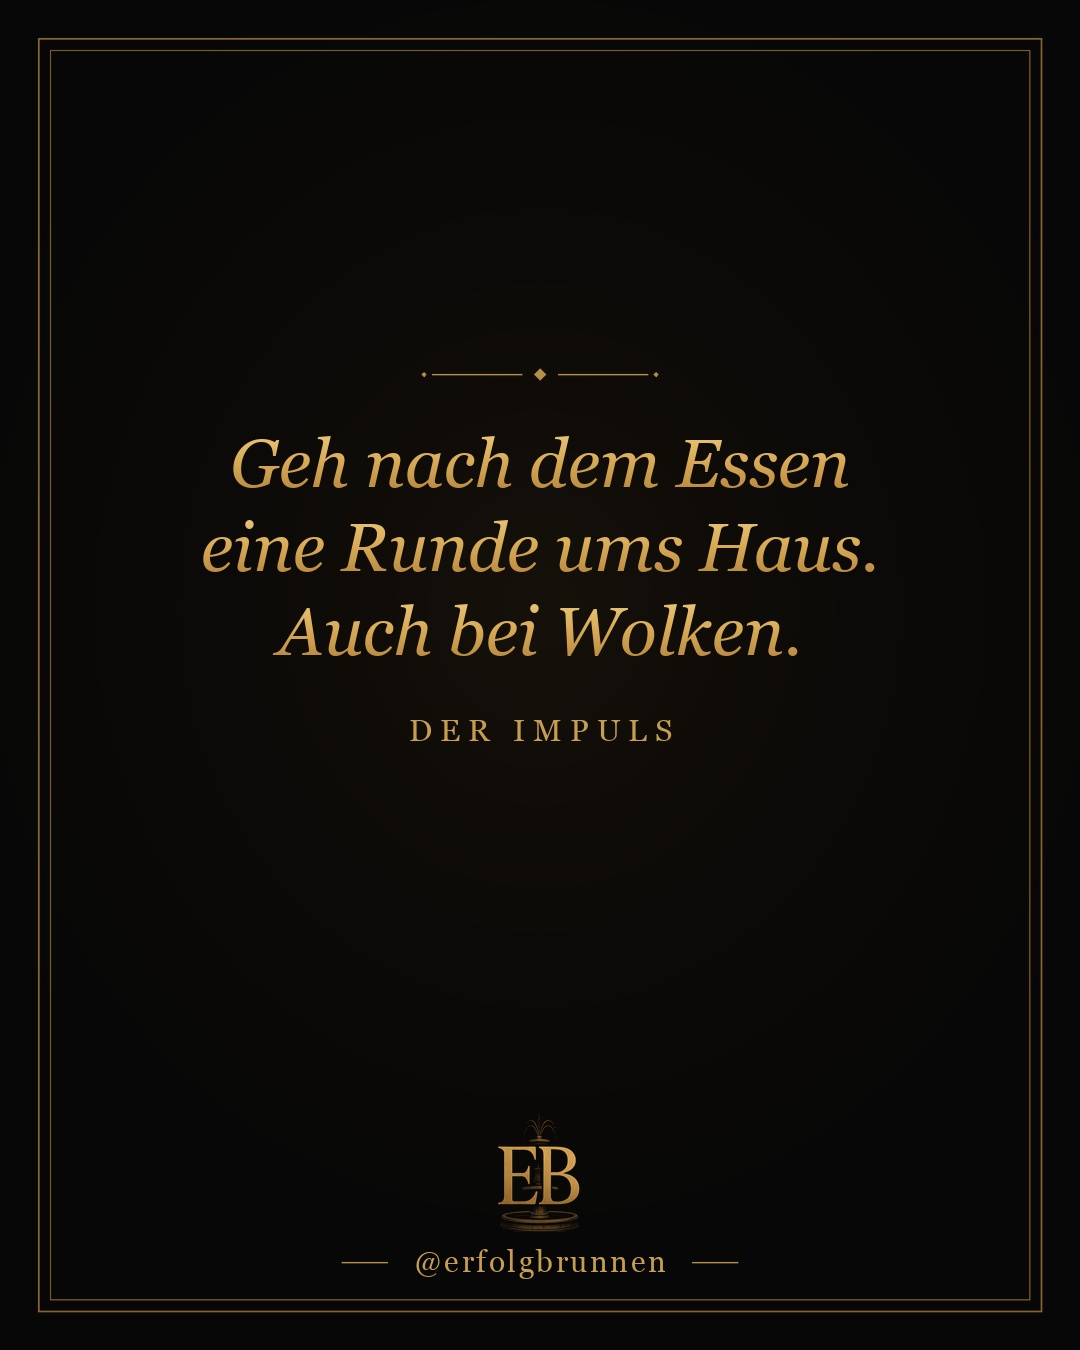 Geh nach dem Essen
eine Runde ums Haus.
Auch bei Wolken.
DER IMPULS
EB
@erfolgbrunnen